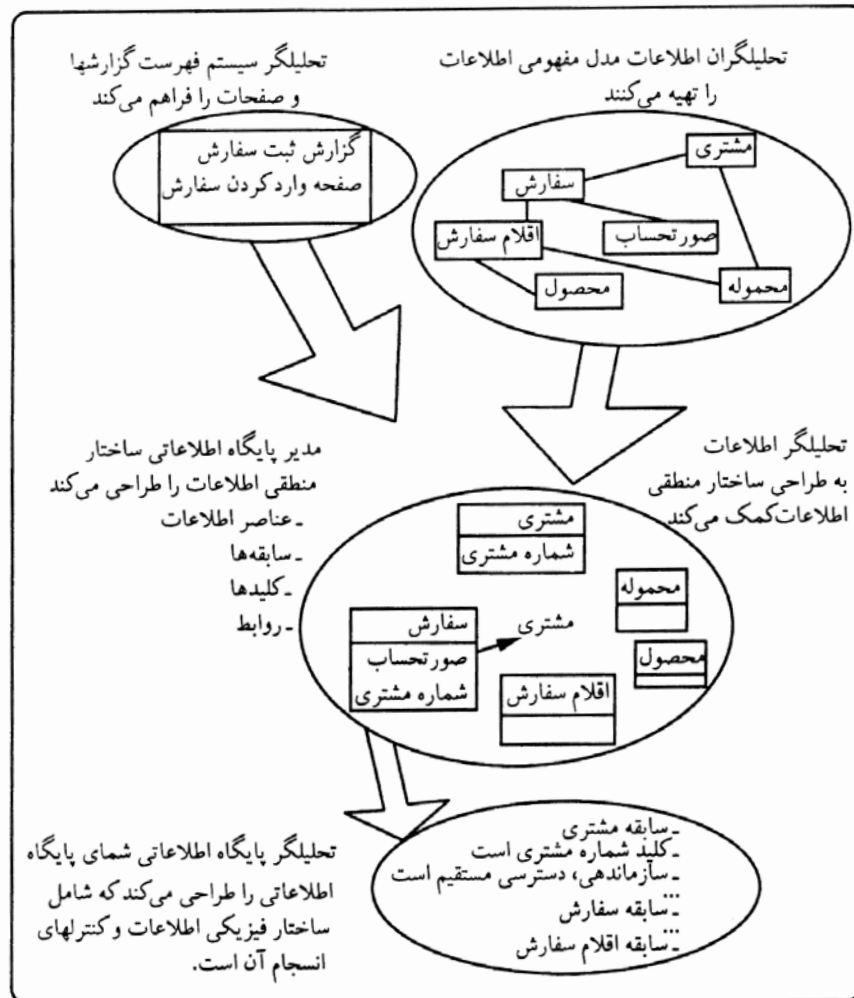 تحلیلگران اطلاعات مدل مفهومی اطلاعات
را تهیه می‌کنند
مشتری
سفارش
صورتحساب
اقلام سفارش
محموله
محصول
تحلیلگر سیستم فهرست گزارشها
و صفحات را فراهم می‌کند
گزارش ثبت سفارش
صفحه وارد کردن سفارش
تحلیلگر اطلاعات
به طراحی ساختار منطقی
اطلاعات کمک می‌کند
مدیر پایگاه اطلاعاتی ساختار
منطقی اطلاعات را طراحی می‌کند
ـ عناصر اطلاعات
ـ سابقه‌ها
ـ کلیدها
ـ روابط
مشتری
شماره مشتری
محموله
مشتری
سفارش
صورتحساب
شماره مشتری
محصول
اقلام سفارش
ـ سابقه مشتری
ـ کلید شماره مشتری است
ـ سازماندهی، دسترسی مستقیم است
...
ـ سابقه سفارش
...
ـ سابقه اقلام سفارش
تحلیلگر پایگاه اطلاعاتی شمای پایگاه
اطلاعاتی را طراحی می‌کند که شامل
ساختار فیزیکی اطلاعات و کنترلهای
انسجام آن است.